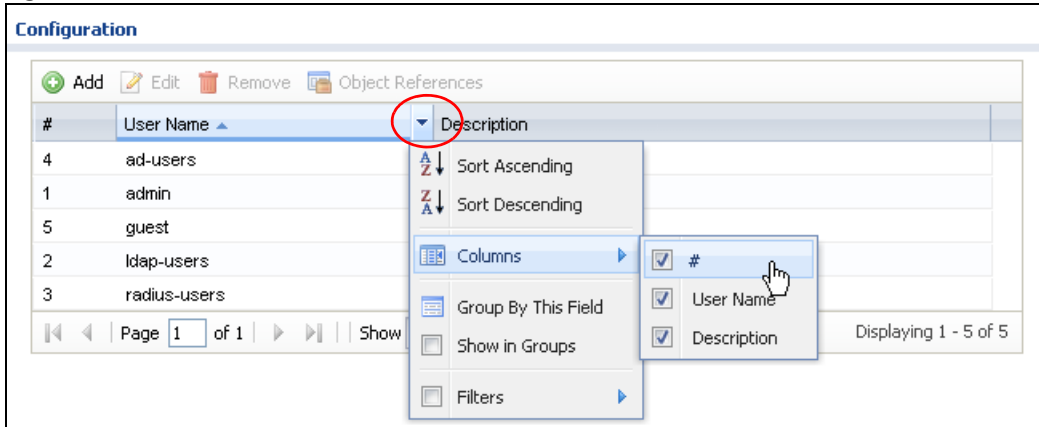 Configuration
Add Edit Remove Object References
# User Name Description
4 ad-users
1 admin
5 guest
2 ldap-users
3 radius-users
Page 1 of 1 Show
Displaying 1 - 5 of 5
Sort Ascending
Sort Descending
Columns
Group By This Field
Show in Groups
Filters
#
User Name
Description